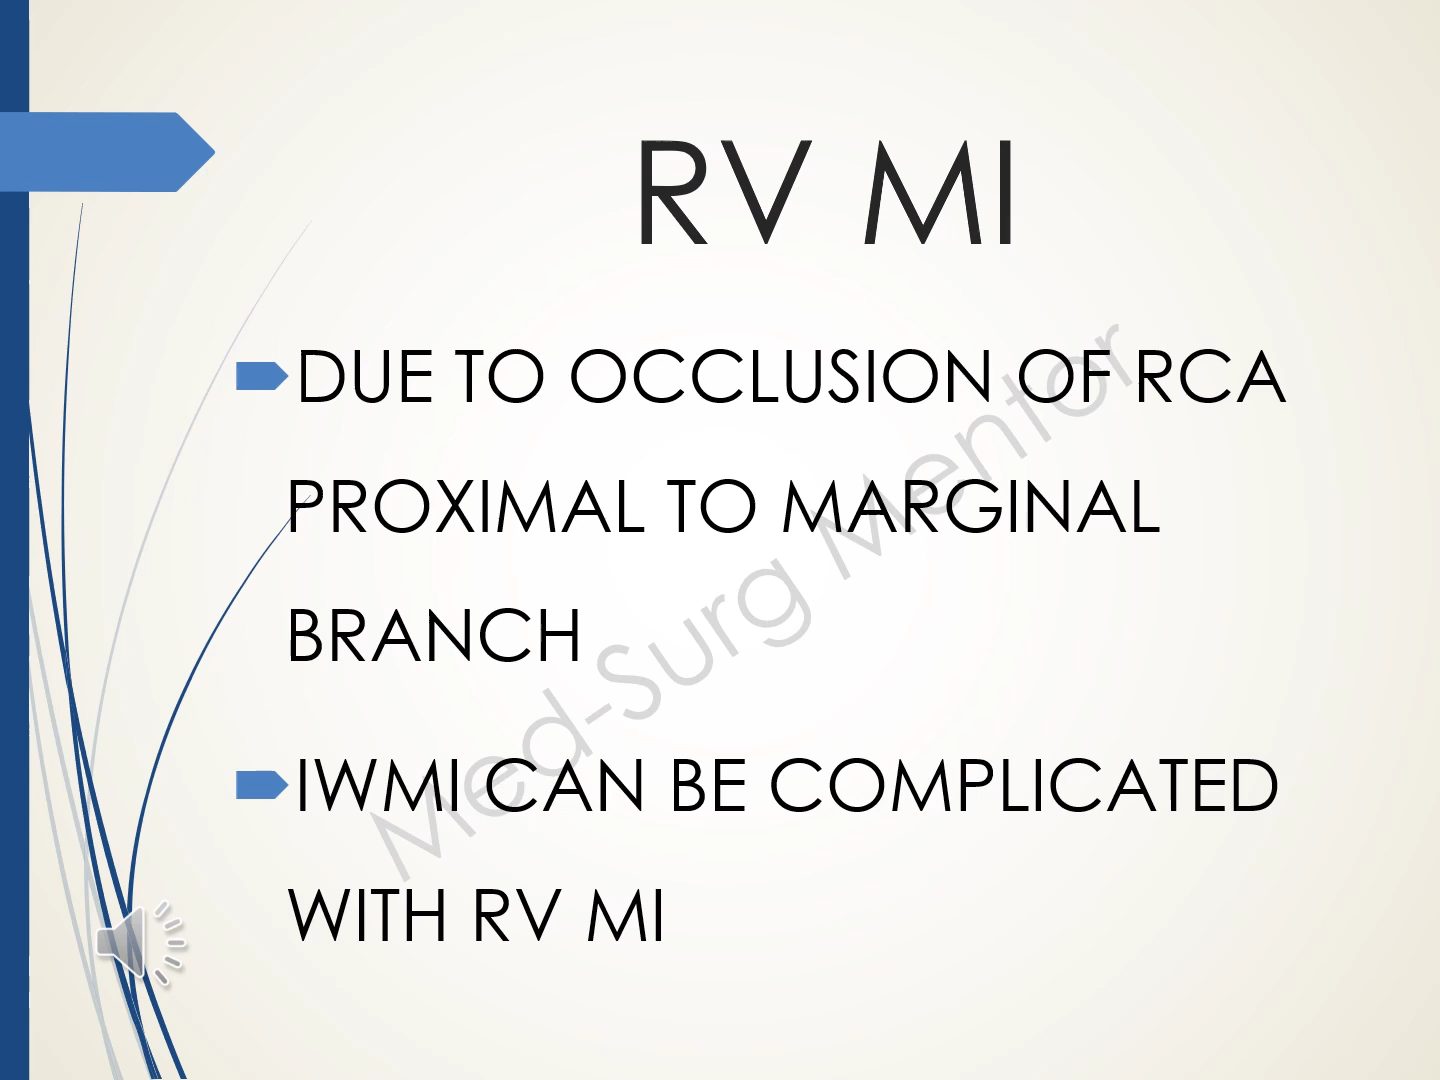 RV MI
DUE TO OCCLUSION OF RCA
PROXIMAL TO MARGINAL
BRANCH
IWMI CAN BE COMPLICATED
WITH RV MI
Med-Surg Mentor